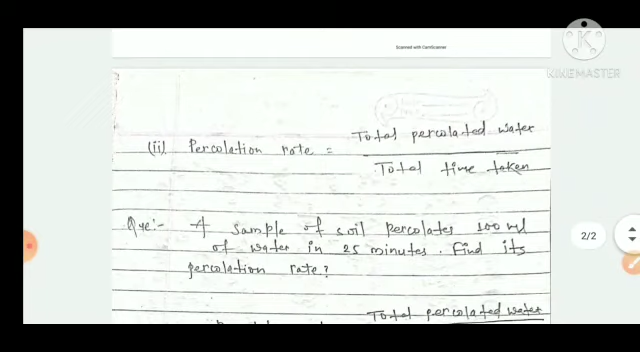 Scanned with CamScanner
KINEMASTER
(ii) Percolation rate = Total percolated water
Total time taken
Que:- A sample of soil percolates 100 ml
of water in 25 minutes. Find its
percolation rate?
2/2
Total percolated water